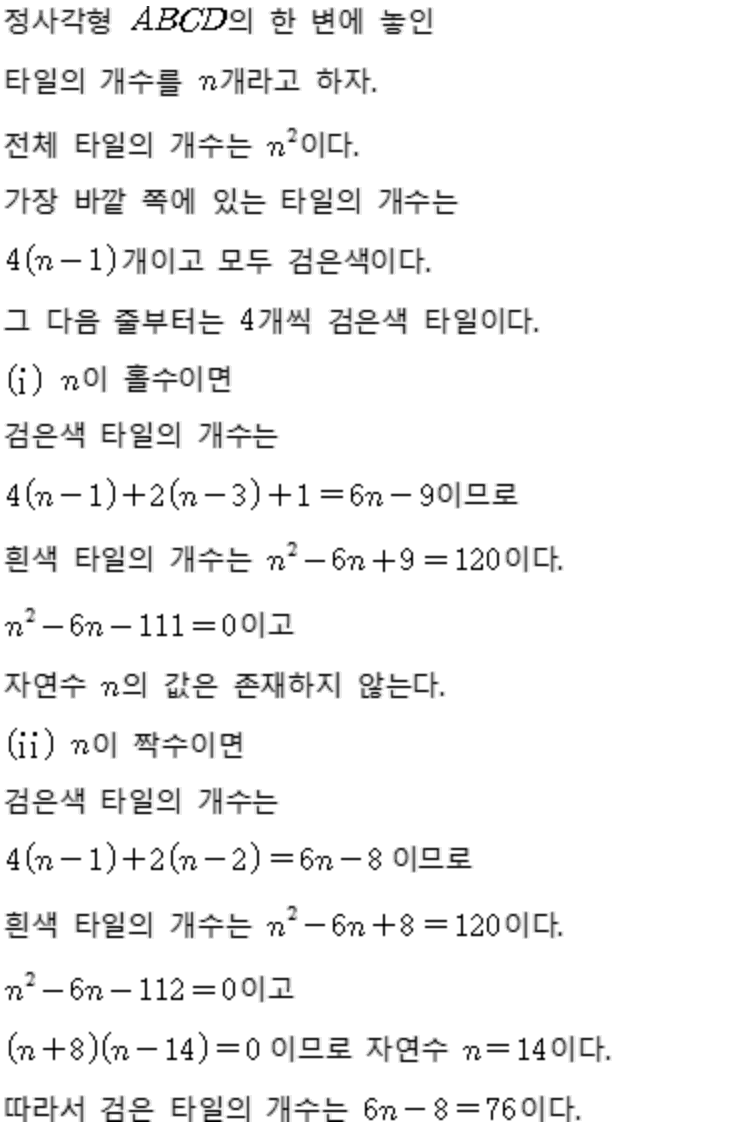 정사각형 ABCD의 한 변에 놓인
타일의 개수를 n개라고 하자.
전체 타일의 개수는 n²이다.
가장 바깥 쪽에 있는 타일의 개수는
4(n-1)개이고 모두 검은색이다.
그 다음 줄부터는 4개씩 검은색 타일이다.
(i) n이 홀수이면
검은색 타일의 개수는
4(n-1)+2(n-3)+1=6n-9이므로
흰색 타일의 개수는 n²-6n+9=120이다.
n²-6n-111=0이고
자연수 n의 값은 존재하지 않는다.
(ii) n이 짝수이면
검은색 타일의 개수는
4(n-1)+2(n-2)=6n-8 이므로
흰색 타일의 개수는 n²-6n+8=120이다.
n²-6n-112=0이고
(n+8)(n-14)=0 이므로 자연수 n=14이다.
따라서 검은 타일의 개수는 6n-8=76이다.